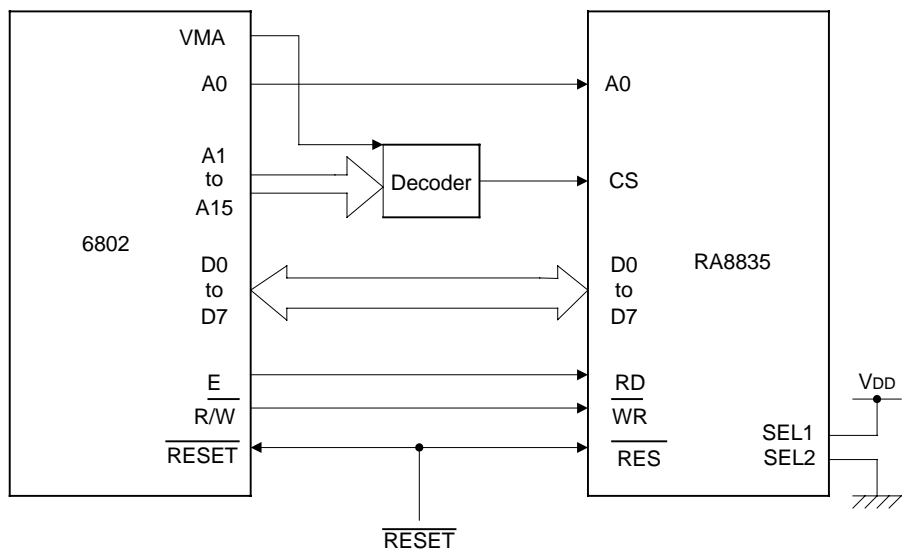 VMA
A0
A1
to
A15
6802
D0
to
D7
E
R/W
RESET
Decoder
A0
CS
RA8835
D0
to
D7
RD
WR
RES
VDD
SEL1
SEL2
RESET